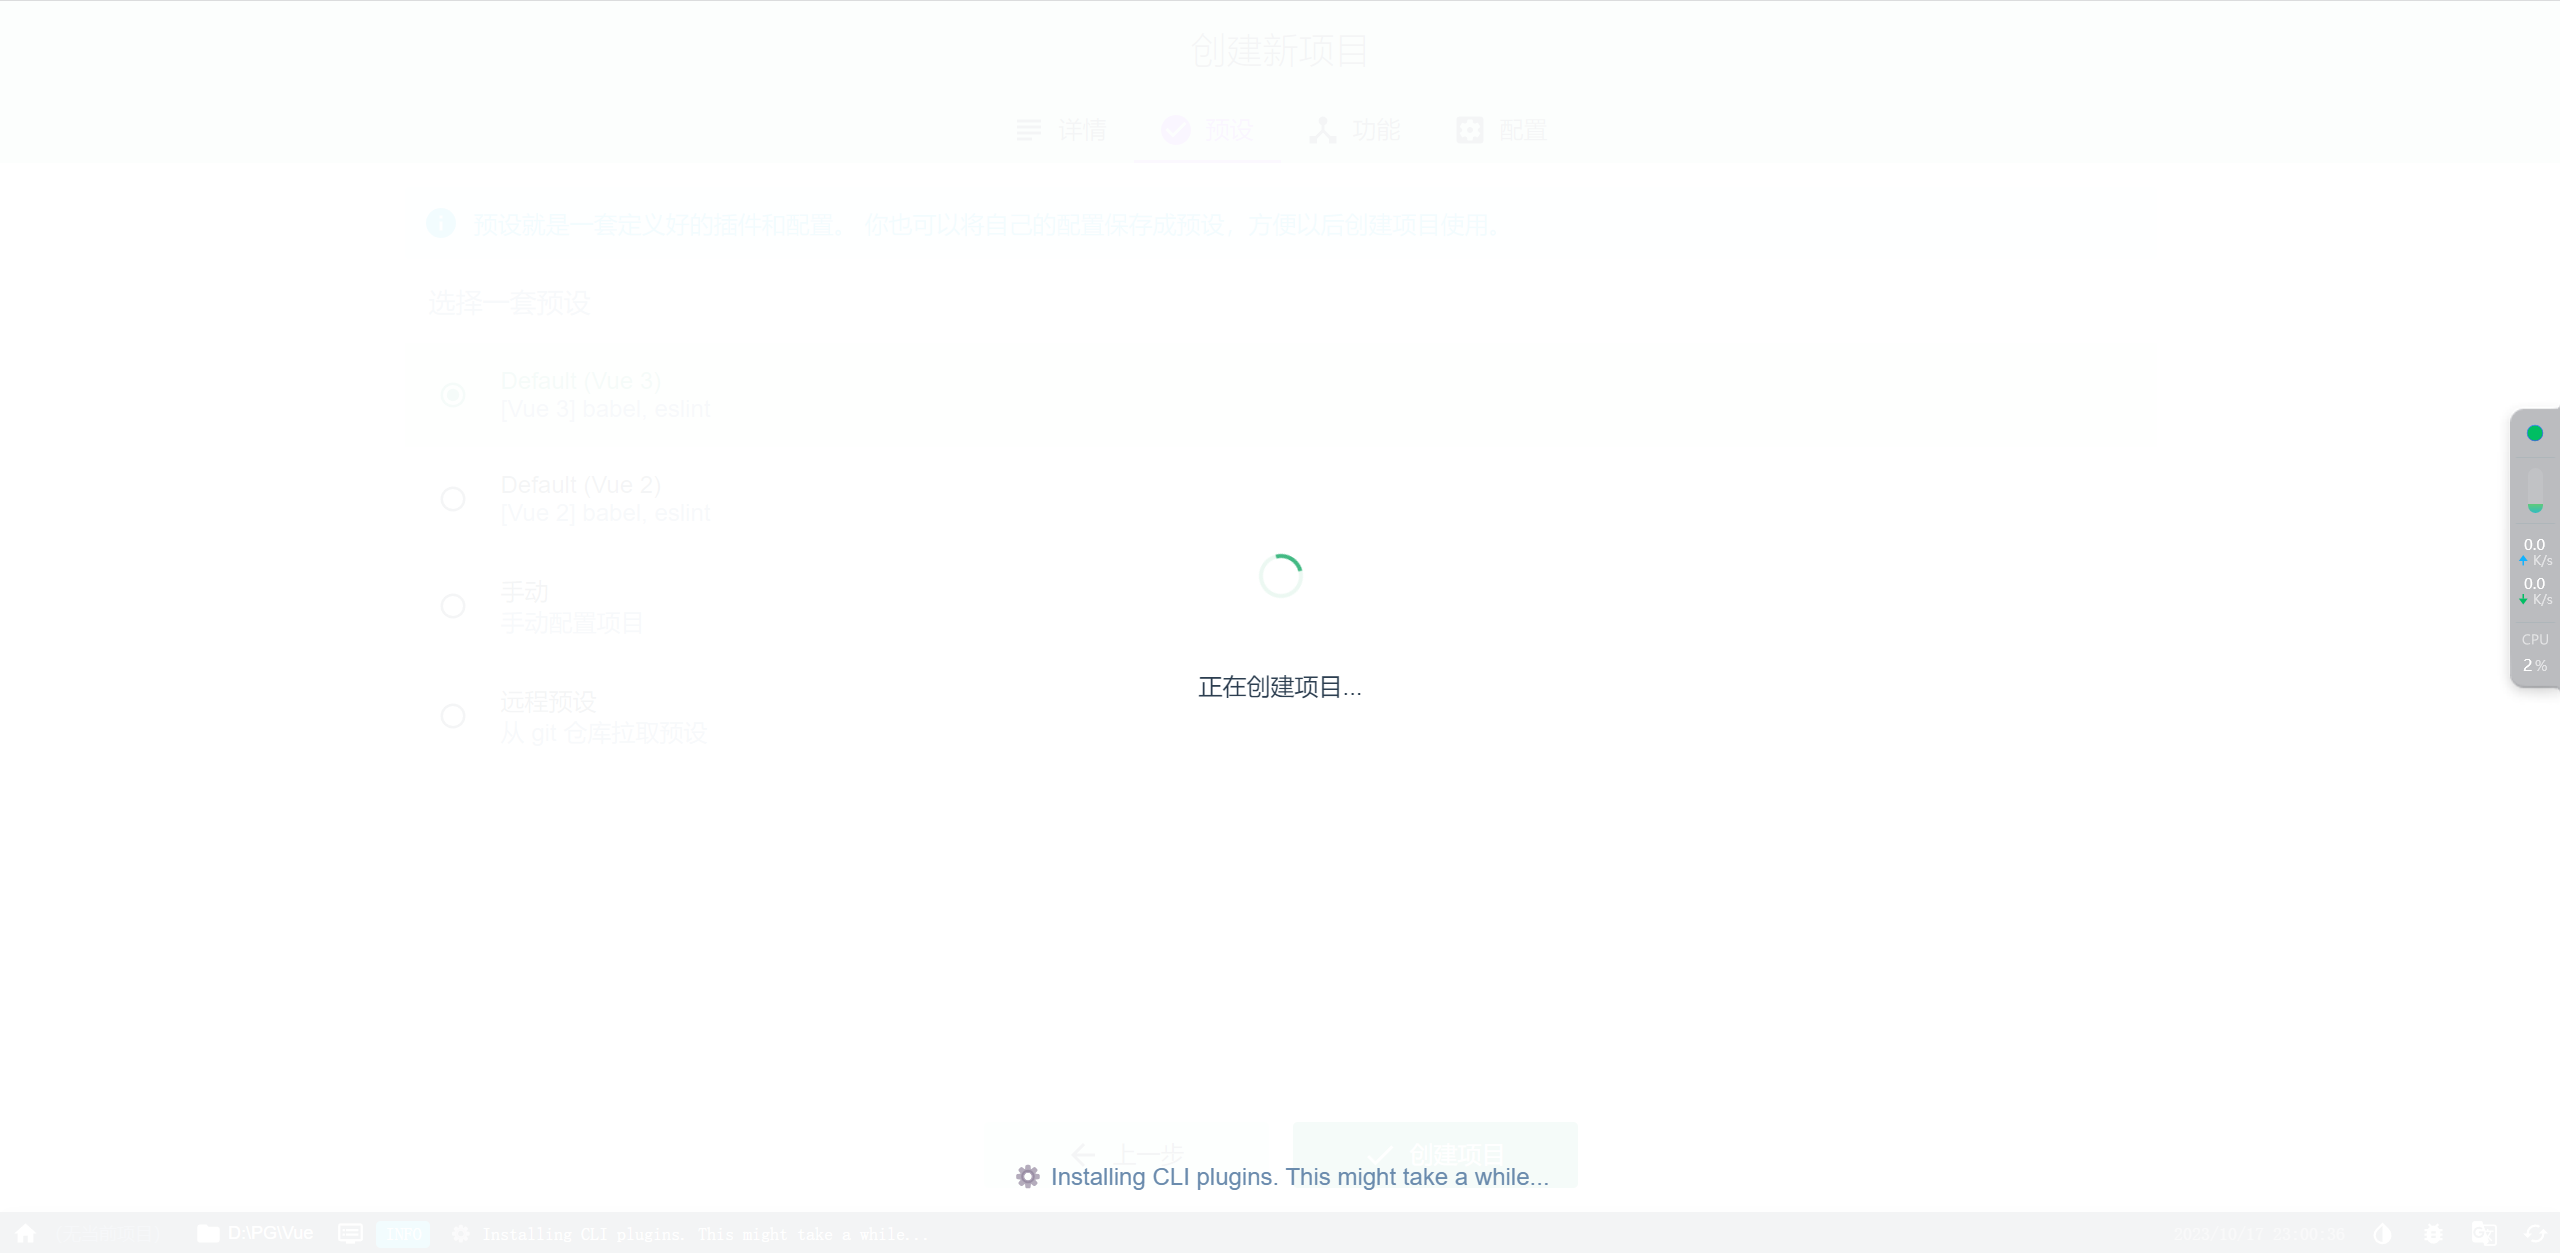 创建新项目
详情 预设 功能 配置
预设就是一套定义好的插件和配置。 你也可以将自己的配置保存成预设，方便以后创建项目使用。
选择一套预设
Default (Vue 3)
[Vue 3] babel, eslint
Default (Vue 2)
[Vue 2] babel, eslint
手动
手动配置项目
远程预设
从 git 仓库拉取预设
正在创建项目...
0.0
K/s
0.0
K/s
CPU
2%
上一步 创建项目
Installing CLI plugins. This might take a while...
D:\PG\Vue INFO Installing CLI plugins. This might take a while...